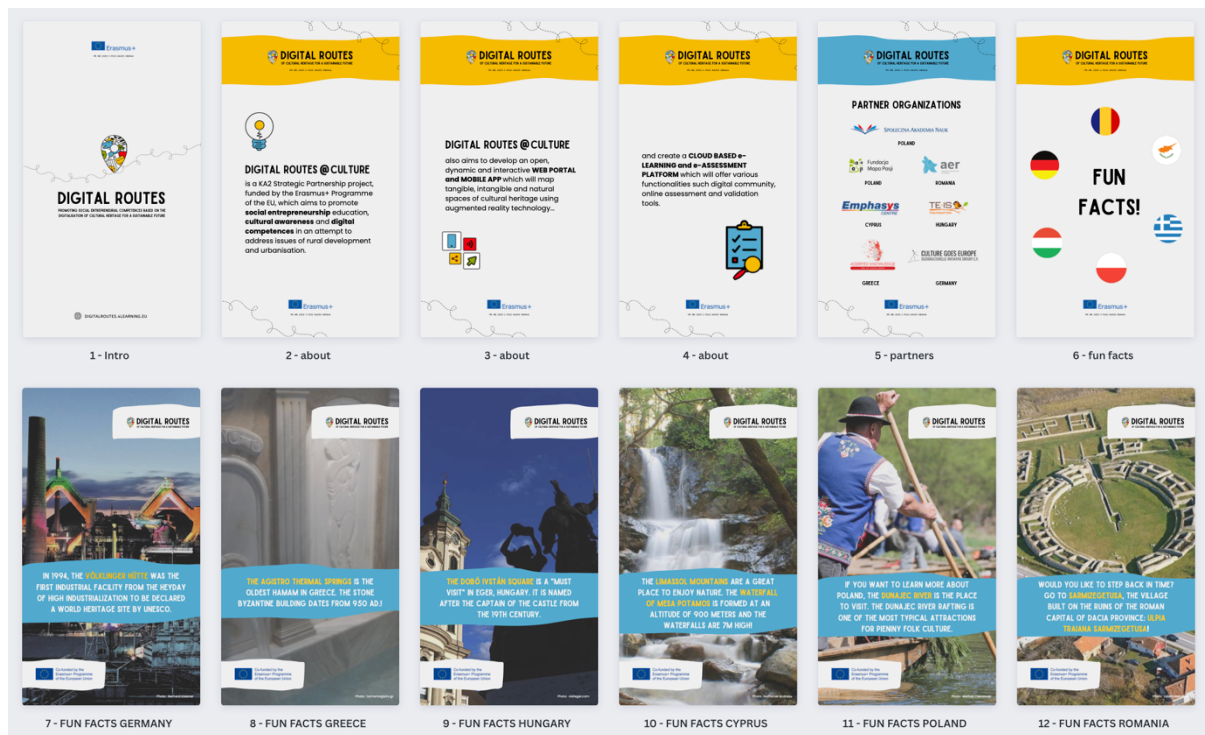 Erasmus+
DIGITAL ROUTES
PROMOTING SOCIAL ENTREPRENEURIAL COMPETENCES BASED ON THE
DIGITALISATION OF CULTURAL HERITAGE FOR A SUSTAINABLE FUTURE
DIGITALROUTES.4LEARNING.EU
1 - Intro
DIGITAL ROUTES
OF CULTURAL HERITAGE FOR A SUSTAINABLE FUTURE
DIGITAL ROUTES @ CULTURE
is a KA2 Strategic Partnership project,
funded by the Erasmus+ Programme
of the EU, which aims to promote
social entrepreneurship education,
cultural awareness and digital
competences in an attempt to
address issues of rural development
and urbanisation.
Erasmus+
2 - about
DIGITAL ROUTES
OF CULTURAL HERITAGE FOR A SUSTAINABLE FUTURE
DIGITAL ROUTES @ CULTURE
also aims to develop an open,
dynamic and interactive WEB PORTAL
and MOBILE APP which will map
tangible, intangible and natural
spaces of cultural heritage using
augmented reality technology...
Erasmus+
3 - about
DIGITAL ROUTES
OF CULTURAL HERITAGE FOR A SUSTAINABLE FUTURE
and create a CLOUD BASED e-
LEARNING and e-ASSESSMENT
PLATFORM which will offer various
functionalities such digital community,
online assessment and validation
tools.
Erasmus+
4 - about
DIGITAL ROUTES
OF CULTURAL HERITAGE FOR A SUSTAINABLE FUTURE
PARTNER ORGANIZATIONS
SPOŁECZNA AKADEMIA NAUK
POLAND
Fundacja
Mapa Pasji
POLAND
aer
ROMANIA
Emphasys
CENTRE
CYPRUS
HUNGARY
GREECE
CULTURE GOES EUROPE
GERMANY
Erasmus+
5 - partners
DIGITAL ROUTES
OF CULTURAL HERITAGE FOR A SUSTAINABLE FUTURE
FUN
FACTS!
Erasmus+
6 - fun facts
DIGITAL ROUTES
OF CULTURAL HERITAGE FOR A SUSTAINABLE FUTURE
IN 1994, THE VÖLKLINGER HÜTTE WAS THE
FIRST INDUSTRIAL FACILITY FROM THE HEYDAY
OF HIGH INDUSTRIALIZATION TO BE DECLARED
A WORLD HERITAGE SITE BY UNESCO.
Co-funded by the
Erasmus+ Programme
of the European Union
7 - FUN FACTS GERMANY
DIGITAL ROUTES
OF CULTURAL HERITAGE FOR A SUSTAINABLE FUTURE
THE AGISTRO THERMAL SPRINGS IS THE
OLDEST HAMAM IN GREECE. THE STONE
BYZANTINE BUILDING DATES FROM 950 AD.!
Co-funded by the
Erasmus+ Programme
of the European Union
8 - FUN FACTS GREECE
DIGITAL ROUTES
OF CULTURAL HERITAGE FOR A SUSTAINABLE FUTURE
THE DOBÓ IVSTÁN SQUARE IS A "MUST
VISIT" IN EGER, HUNGARY. IT IS NAMED
AFTER THE CAPTAIN OF THE CASTLE FROM
THE 19TH CENTURY.
Co-funded by the
Erasmus+ Programme
of the European Union
9 - FUN FACTS HUNGARY
DIGITAL ROUTES
OF CULTURAL HERITAGE FOR A SUSTAINABLE FUTURE
THE LIMASSOL MOUNTAINS ARE A GREAT
PLACE TO ENJOY NATURE. THE WATERFALL
OF MESA POTAMOS IS FORMED AT AN
ALTITUDE OF 900 METERS AND THE
WATERFALLS ARE 7M HIGH!
Co-funded by the
Erasmus+ Programme
of the European Union
10 - FUN FACTS CYPRUS
DIGITAL ROUTES
OF CULTURAL HERITAGE FOR A SUSTAINABLE FUTURE
IF YOU WANT TO LEARN MORE ABOUT
POLAND, THE DUNAJEC RIVER IS THE PLACE
TO VISIT. THE DUNAJEC RIVER RAFTING IS
ONE OF THE MOST TYPICAL ATTRACTIONS
FOR PIENNY FOLK CULTURE.
Co-funded by the
Erasmus+ Programme
of the European Union
11 - FUN FACTS POLAND
DIGITAL ROUTES
OF CULTURAL HERITAGE FOR A SUSTAINABLE FUTURE
WOULD YOU LIKE TO STEP BACK IN TIME?
GO TO SARMIZEGETUSA, THE VILLAGE
BUILT ON THE RUINS OF THE ROMAN
CAPITAL OF DACIA PROVINCE: ULPIA
TRAIANA SARMIZEGETUSA!
Co-funded by the
Erasmus+ Programme
of the European Union
12 - FUN FACTS ROMANIA